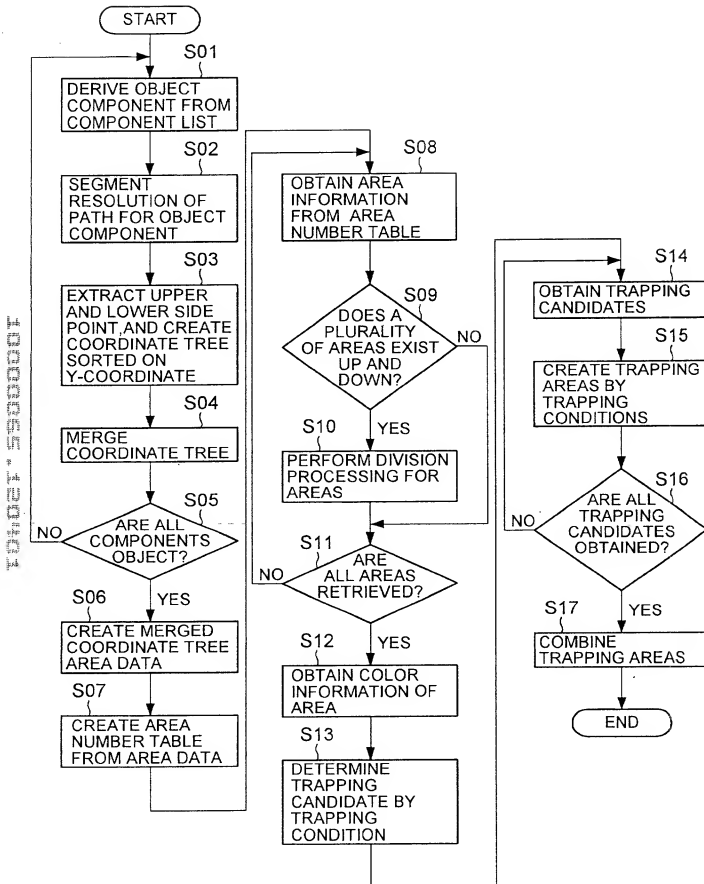 START
S01
DERIVE OBJECT
COMPONENT FROM
COMPONENT LIST
S02
SEGMENT
RESOLUTION OF
PATH FOR OBJECT
COMPONENT
S03
EXTRACT UPPER
AND LOWER SIDE
POINT,AND CREATE
COORDINATE TREE
SORTED ON
Y-COORDINATE
S04
MERGE
COORDINATE TREE
S05
ARE ALL
COMPONENTS
OBJECT?
NO
YES
S06
CREATE MERGED
COORDINATE TREE
AREA DATA
S07
CREATE AREA
NUMBER TABLE
FROM AREA DATA
S08
OBTAIN AREA
INFORMATION
FROM AREA
NUMBER TABLE
S09
DOES A
PLURALITY
OF AREAS EXIST
UP AND
DOWN?
NO
YES
S10
PERFORM DIVISION
PROCESSING FOR
AREAS
S11
ARE
ALL AREAS
RETRIEVED?
NO
YES
S12
OBTAIN COLOR
INFORMATION OF
AREA
S13
DETERMINE
TRAPPING
CANDIDATE BY
TRAPPING
CONDITION
S14
OBTAIN TRAPPING
CANDIDATES
S15
CREATE TRAPPING
AREAS BY
TRAPPING
CONDITIONS
S16
ARE ALL
TRAPPING
CANDIDATES
OBTAINED?
NO
YES
S17
COMBINE
TRAPPING AREAS
END